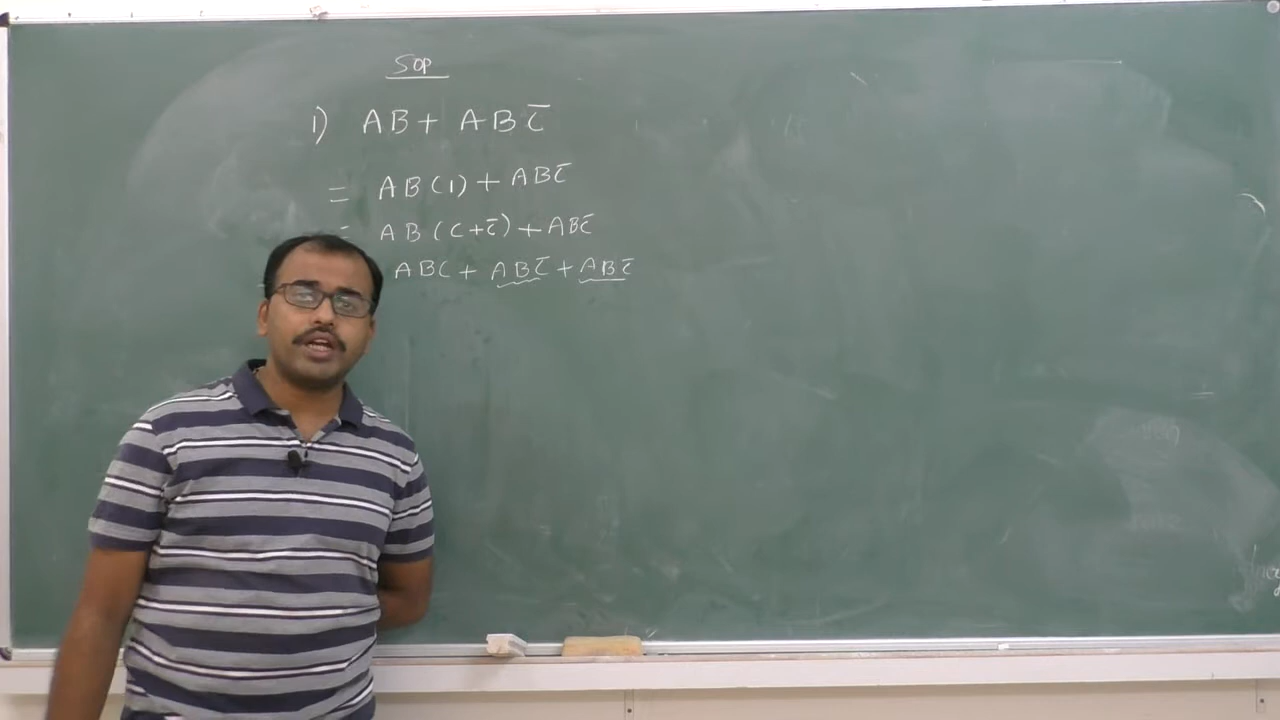 SOP
1) AB + ABC̅
= AB(1) + ABC̅
= AB(C+C̅) + ABC̅
ABC + ABC̅ + ABC̅